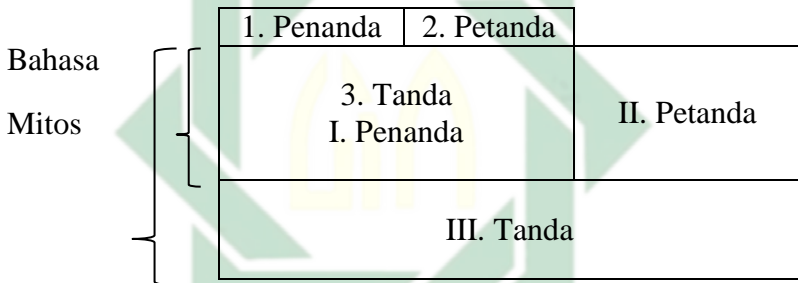 1. Penanda 2. Petanda
Bahasa
Mitos
3. Tanda
I. Penanda
II. Petanda
III. Tanda